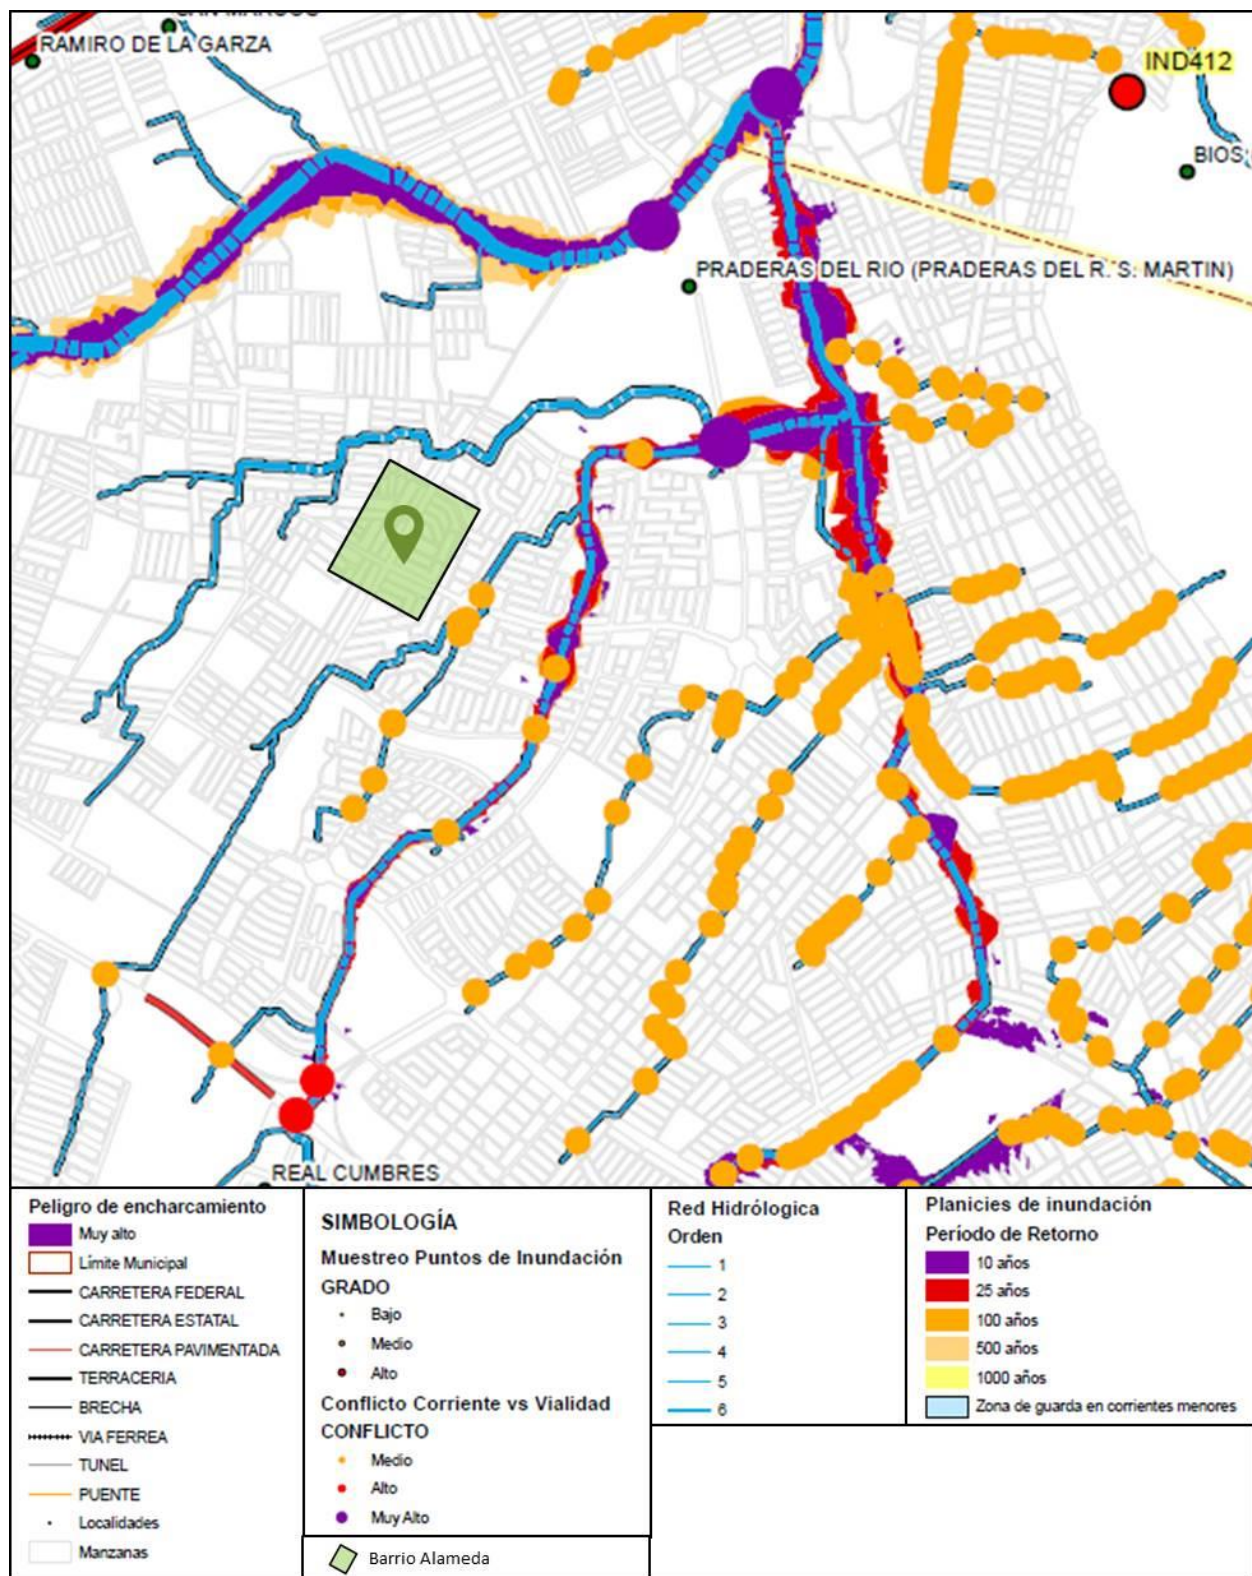 SAN MARCOS
RAMIRO DE LA GARZA
IND412
BIOS
PRADERAS DEL RIO (PRADERAS DEL R. S. MARTIN)
REAL CUMBRES
Peligro de encharcamiento
Muy alto
Límite Municipal
CARRETERA FEDERAL
CARRETERA ESTATAL
CARRETERA PAVIMENTADA
TERRACERIA
BRECHA
VIA FERREA
TUNEL
PUENTE
Localidades
Manzanas
SIMBOLOGÍA
Muestreo Puntos de Inundación
GRADO
Bajo
Medio
Alto
Conflicto Corriente vs Vialidad
CONFLICTO
Medio
Alto
Muy Alto
Barrio Alameda
Red Hidrólogica
Orden
1
2
3
4
5
6
Planicies de inundación
Período de Retorno
10 años
25 años
100 años
500 años
1000 años
Zona de guarda en corrientes menores